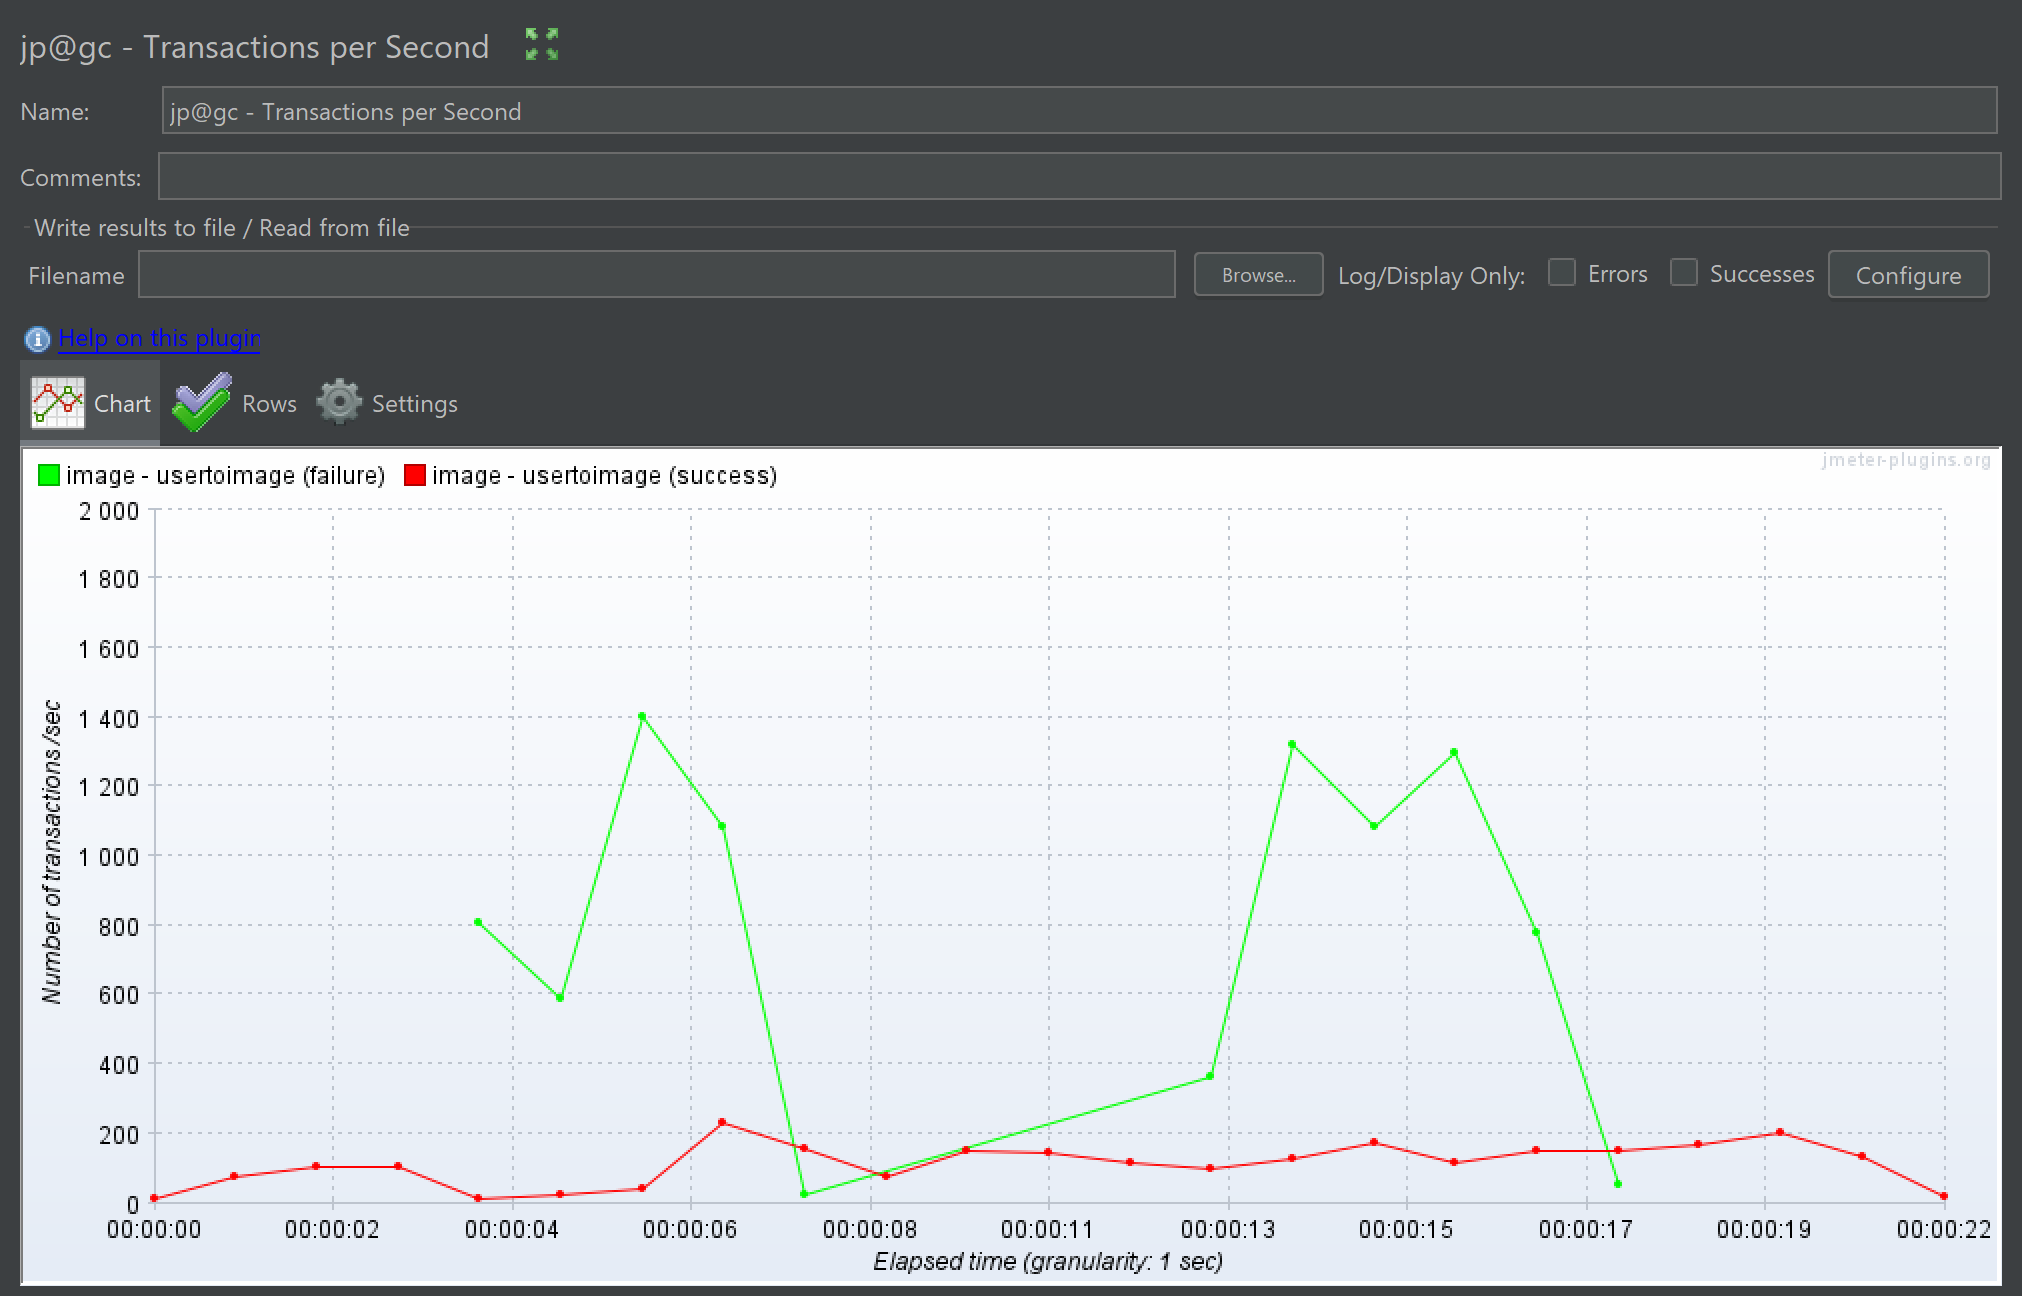 jp@gc - Transactions per Second
Name: jp@gc - Transactions per Second
Comments:
Write results to file / Read from file
Filename Browse... Log/Display Only: Errors Successes Configure
Help on this plugin
Chart Rows Settings
image - usertoimage (failure) image - usertoimage (success)
jmeter-plugins.org
2 000
1 800
1 600
1 400
1 200
1 000
800
600
400
200
0
Number of transactions /sec
00:00:00 00:00:02 00:00:04 00:00:06 00:00:08 00:00:11 00:00:13 00:00:15 00:00:17 00:00:19 00:00:22
Elapsed time (granularity: 1 sec)